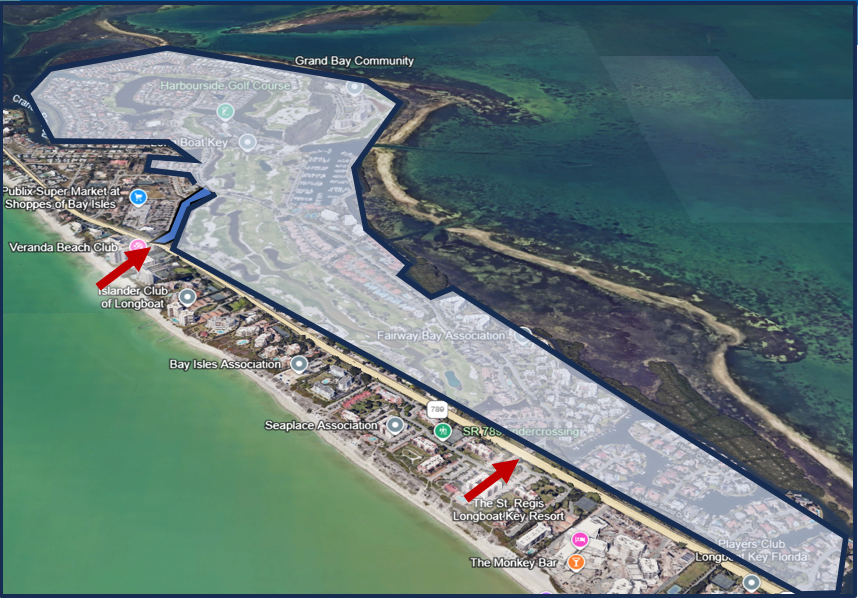 Grand Bay Community
Harbourside Golf Course
Boat Key
Publix Super Market at
Shoppes of Bay Isles
Veranda Beach Club
Islander Club
of Longboat
Fairway Bay Association
Bay Isles Association
789
Seaplace Association
SR 789 Undercrossing
The St. Regis
Longboat Key Resort
Players Club
Longboat Key Florida
The Monkey Bar